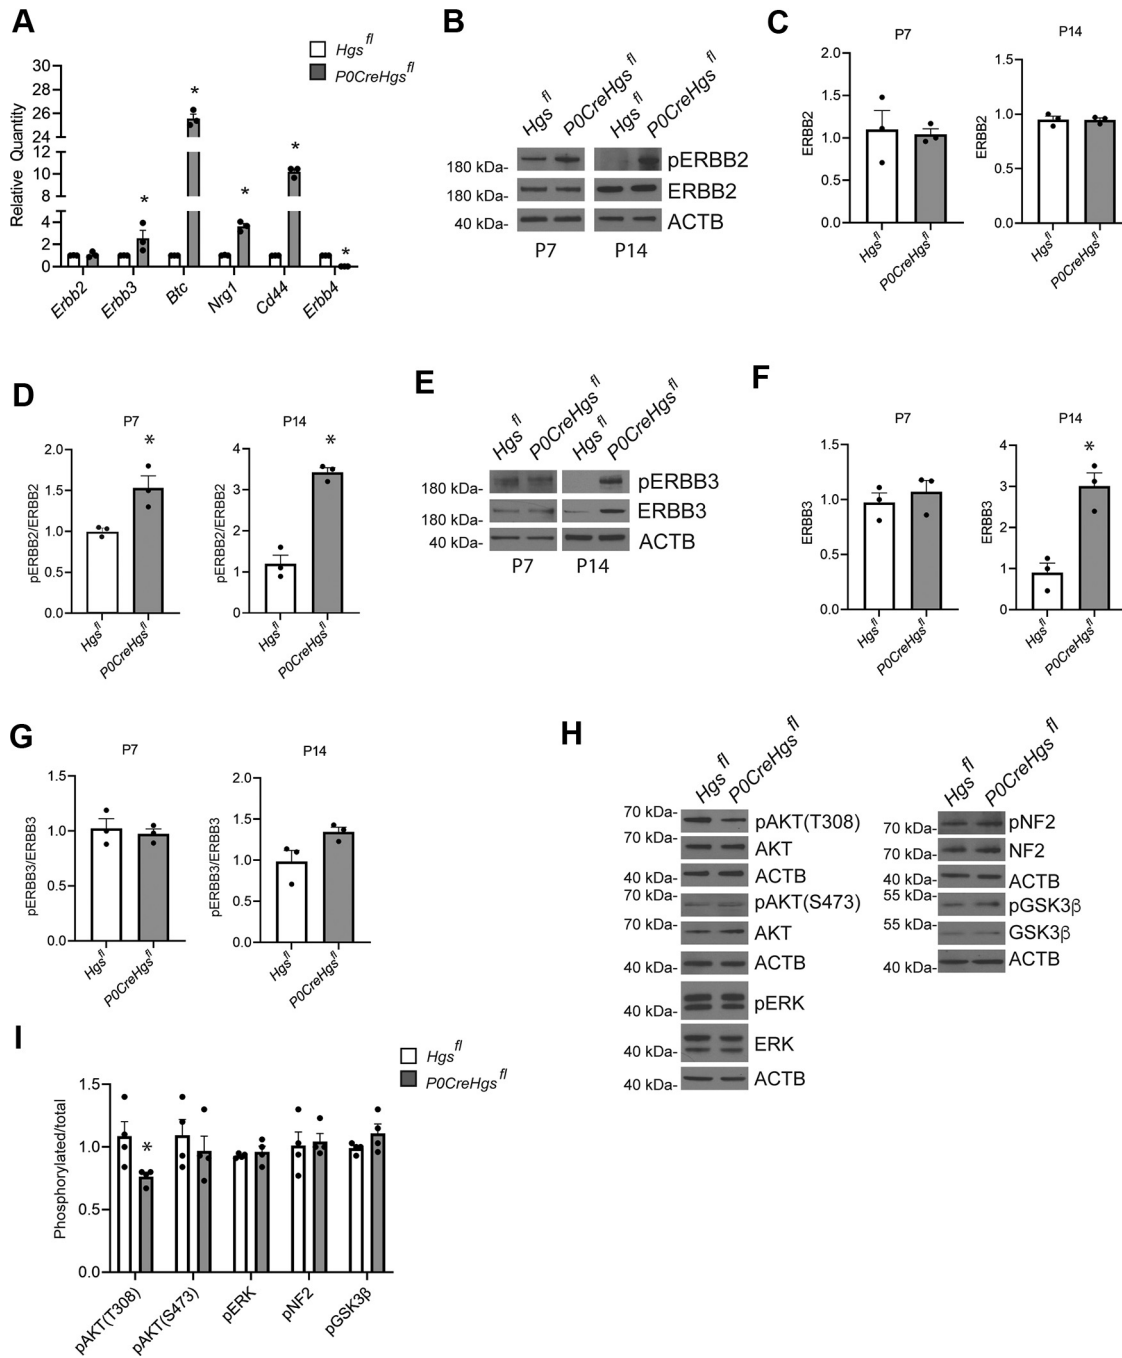 A
Hgs fl
P0CreHgs fl
Relative Quantity
30
28
26
24
12
10
8
6
4
2
0
*
*
*
*
*
Erbb2
Erbb3
Btc
Nrg1
Cd44
Erbb4
B
Hgs fl
P0CreHgs fl
Hgs fl
P0CreHgs fl
180 kDa-
pERBB2
180 kDa-
ERBB2
40 kDa-
ACTB
P7
P14
C
P7
ERBB2
2.0
1.5
1.0
0.5
0.0
Hgs fl
P0CreHgs fl
P14
ERBB2
1.5
1.0
0.5
0.0
Hgs fl
P0CreHgs fl
D
P7
pERBB2/ERBB2
2.0
1.5
1.0
0.5
0.0
*
Hgs fl
P0CreHgs fl
P14
pERBB2/ERBB2
4
3
2
1
0
*
Hgs fl
P0CreHgs fl
E
Hgs fl
P0CreHgs fl
Hgs fl
P0CreHgs fl
180 kDa-
pERBB3
180 kDa-
ERBB3
40 kDa-
ACTB
P7
P14
F
P7
ERBB3
1.5
1.0
0.5
0.0
Hgs fl
P0CreHgs fl
P14
ERBB3
4
3
2
1
0
*
Hgs fl
P0CreHgs fl
G
P7
pERBB3/ERBB3
1.5
1.0
0.5
0.0
Hgs fl
P0CreHgs fl
P14
pERBB3/ERBB3
2.0
1.5
1.0
0.5
0.0
Hgs fl
P0CreHgs fl
H
Hgs fl
P0CreHgs fl
70 kDa-
pAKT(T308)
70 kDa-
AKT
40 kDa-
ACTB
70 kDa-
pAKT(S473)
70 kDa-
AKT
40 kDa-
ACTB
40 kDa-
pERK
40 kDa-
ERK
40 kDa-
ACTB
Hgs fl
P0CreHgs fl
70 kDa-
pNF2
70 kDa-
NF2
40 kDa-
ACTB
55 kDa-
pGSK3β
55 kDa-
GSK3β
40 kDa-
ACTB
I
Hgs fl
P0CreHgs fl
Phosphorylated/total
1.5
1.0
0.5
0.0
*
pAKT(T308)
pAKT(S473)
pERK
pNF2
pGSK3β